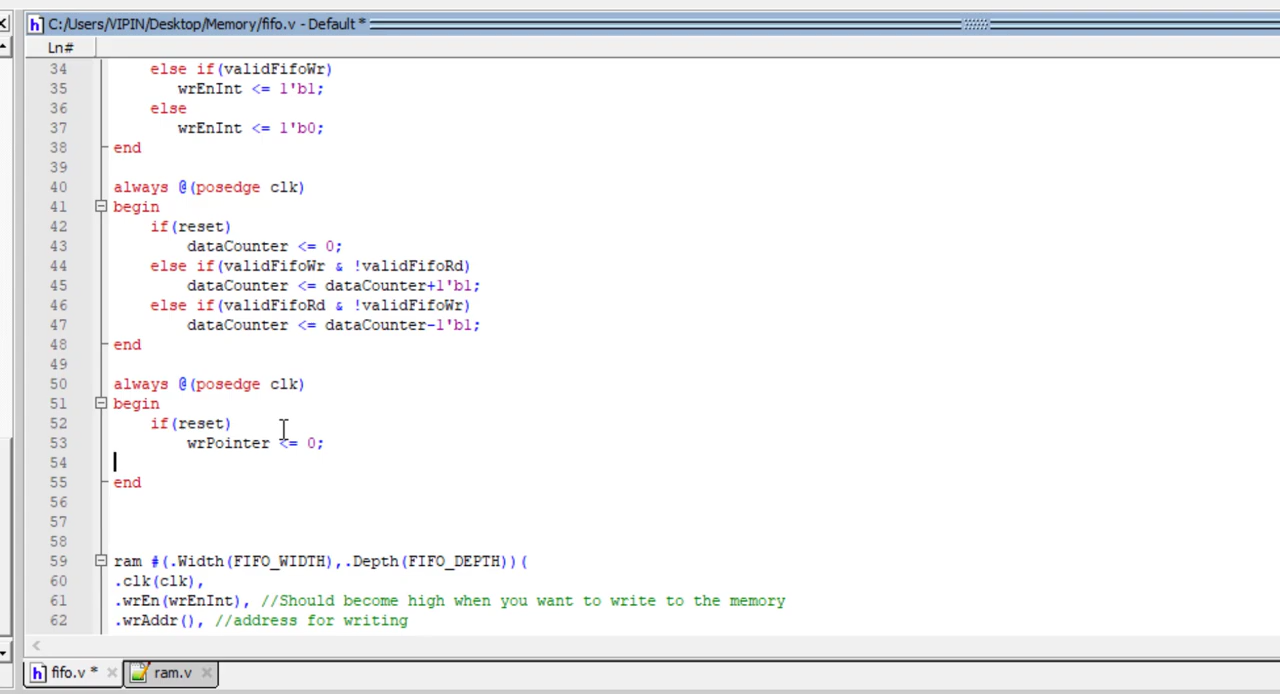 C:/Users/VIPIN/Desktop/Memory/fifo.v - Default *
Ln#
34 else if(validFifoWr)
35 wrEnInt <= 1'b1;
36 else
37 wrEnInt <= 1'b0;
38 end
39
40 always @(posedge clk)
41 begin
42 if(reset)
43 dataCounter <= 0;
44 else if(validFifoWr & !validFifoRd)
45 dataCounter <= dataCounter+1'b1;
46 else if(validFifoRd & !validFifoWr)
47 dataCounter <= dataCounter-1'b1;
48 end
49
50 always @(posedge clk)
51 begin
52 if(reset)
53 wrPointer <= 0;
54
55 end
56
57
58
59 ram #(.Width(FIFO_WIDTH),.Depth(FIFO_DEPTH))(
60 .clk(clk),
61 .wrEn(wrEnInt), //Should become high when you want to write to the memory
62 .wrAddr(), //address for writing
fifo.v * ram.v